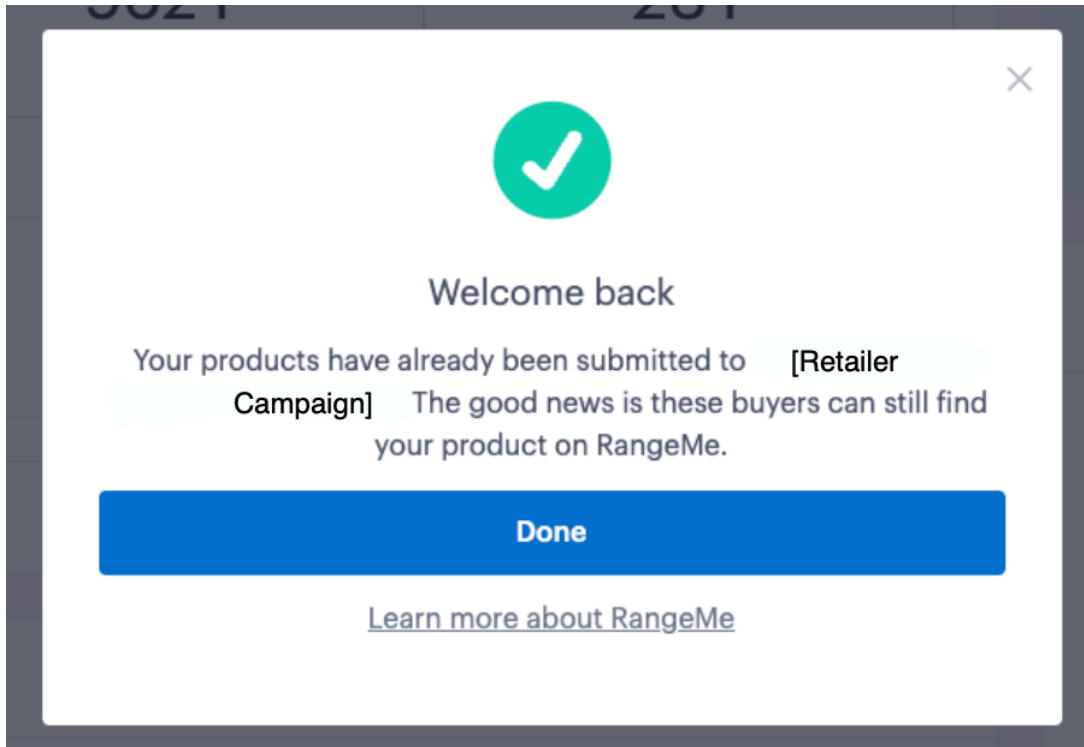 Welcome back
Your products have already been submitted to [Retailer
Campaign] The good news is these buyers can still find
your product on RangeMe.
Done
Learn more about RangeMe